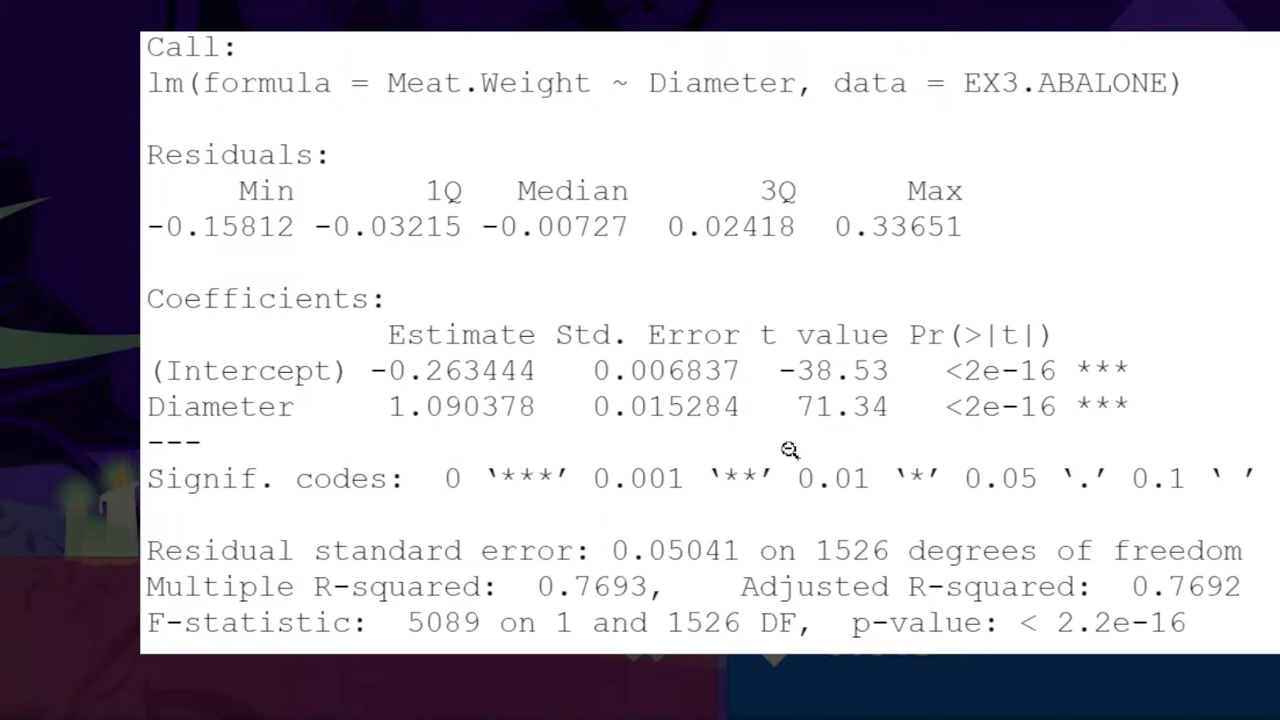 Call:
lm(formula = Meat.Weight ~ Diameter, data = EX3.ABALONE)
Residuals:
Min 1Q Median 3Q Max
-0.15812 -0.03215 -0.00727 0.02418 0.33651
Coefficients:
Estimate Std. Error t value Pr(>|t|)
(Intercept) -0.263444 0.006837 -38.53 <2e-16 ***
Diameter 1.090378 0.015284 71.34 <2e-16 ***
---
Signif. codes: 0 ‘***’ 0.001 ‘**’ 0.01 ‘*’ 0.05 ‘.’ 0.1 ‘ ’
Residual standard error: 0.05041 on 1526 degrees of freedom
Multiple R-squared: 0.7693, Adjusted R-squared: 0.7692
F-statistic: 5089 on 1 and 1526 DF, p-value: < 2.2e-16